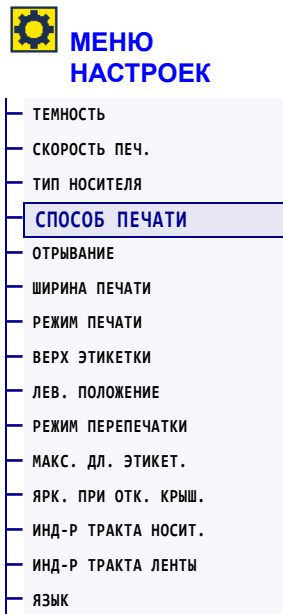 МЕНЮ
НАСТРОЕК
ТЕМНОСТЬ
СКОРОСТЬ ПЕЧ.
ТИП НОСИТЕЛЯ
СПОСОБ ПЕЧАТИ
ОТРЫВАНИЕ
ШИРИНА ПЕЧАТИ
РЕЖИМ ПЕЧАТИ
ВЕРХ ЭТИКЕТКИ
ЛЕВ. ПОЛОЖЕНИЕ
РЕЖИМ ПЕРЕПЕЧАТКИ
МАКС. ДЛ. ЭТИКЕТ.
ЯРК. ПРИ ОТК. КРЫШ.
ИНД-Р ТРАКТА НОСИТ.
ИНД-Р ТРАКТА ЛЕНТЫ
ЯЗЫК